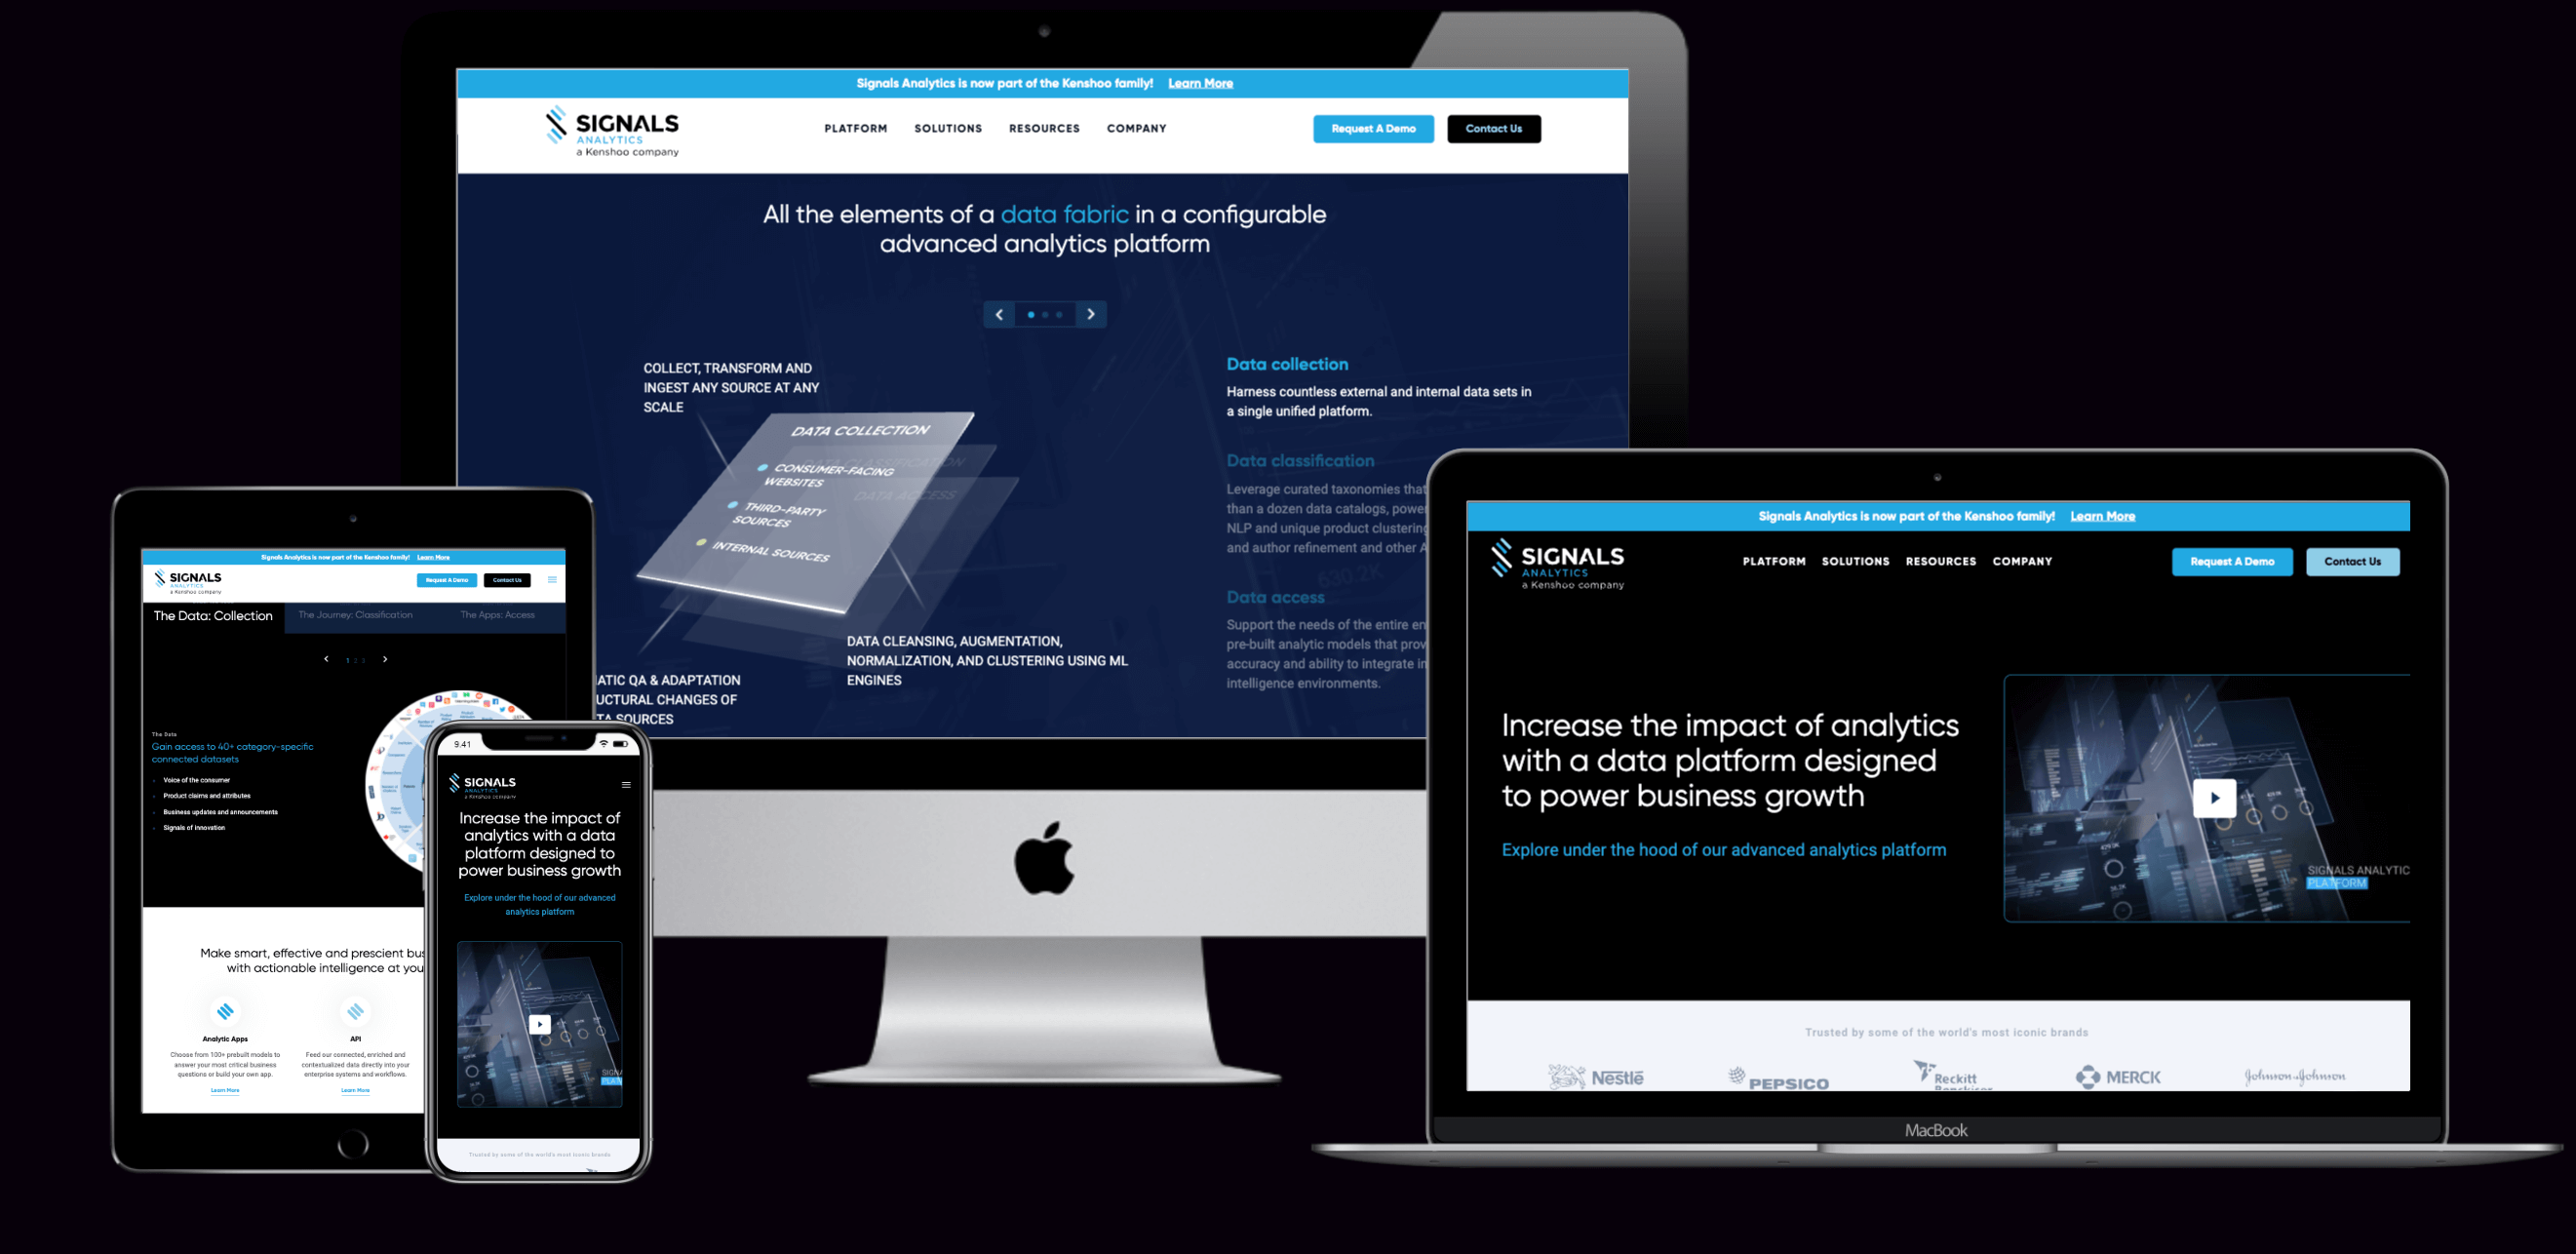 Signals Analytics is now part of the Kenshoo family! Learn More
SIGNALS
ANALYTICS
a Kenshoo company
PLATFORM SOLUTIONS RESOURCES COMPANY
Request A Demo Contact Us
All the elements of a data fabric in a configurable
advanced analytics platform
COLLECT, TRANSFORM AND
INGEST ANY SOURCE AT ANY
SCALE
DATA COLLECTION
CONSUMER-FACING
WEBSITES
THIRD-PARTY
SOURCES
INTERNAL SOURCES
DATA CLASSIFICATION
DATA ACCESS
DATA CLEANSING, AUGMENTATION,
NORMALIZATION, AND CLUSTERING USING ML
ENGINES
ATIC QA & ADAPTATION
UCTURAL CHANGES OF
TA SOURCES
Data collection
Harness countless external and internal data sets in
a single unified platform.
Data classification
Leverage curated taxonomies that
than a dozen data catalogs, power
NLP and unique product clustering
and author refinement and other A
630.2K
Data access
Support the needs of the entire en
pre-built analytic models that prov
accuracy and ability to integrate in
intelligence environments.
Signals Analytics is now part of the Kenshoo family! Learn More
SIGNALS
ANALYTICS
a Kenshoo company
Request A Demo Contact Us
The Data: Collection The Journey: Classification The Apps: Access
1 2 3
The Data
Gain access to 40+ category-specific
connected datasets
Voice of the consumer
Product claims and attributes
Business updates and announcements
Signals of Innovation
Make smart, effective and prescient bus
with actionable intelligence at you
Analytic Apps
Choose from 100+ prebuilt models to
answer your most critical business
questions or build your own app.
Learn More
API
Feed our connected, enriched and
contextualized data directly into your
enterprise systems and workflows.
Learn More
9.41
SIGNALS
ANALYTICS
a Kenshoo company
Increase the impact of
analytics with a data
platform designed to
power business growth
Explore under the hood of our advanced
analytics platform
SIGNA
PLAT
Trusted by some of the world's most iconic brands
Signals Analytics is now part of the Kenshoo family! Learn More
SIGNALS
ANALYTICS
a Kenshoo company
PLATFORM SOLUTIONS RESOURCES COMPANY
Request A Demo Contact Us
Increase the impact of analytics
with a data platform designed
to power business growth
Explore under the hood of our advanced analytics platform
SIGNALS ANALYTIC
PLATFORM
Trusted by some of the world's most iconic brands
Nestlé PEPSICO Reckitt MERCK Johnson & Johnson
MacBook